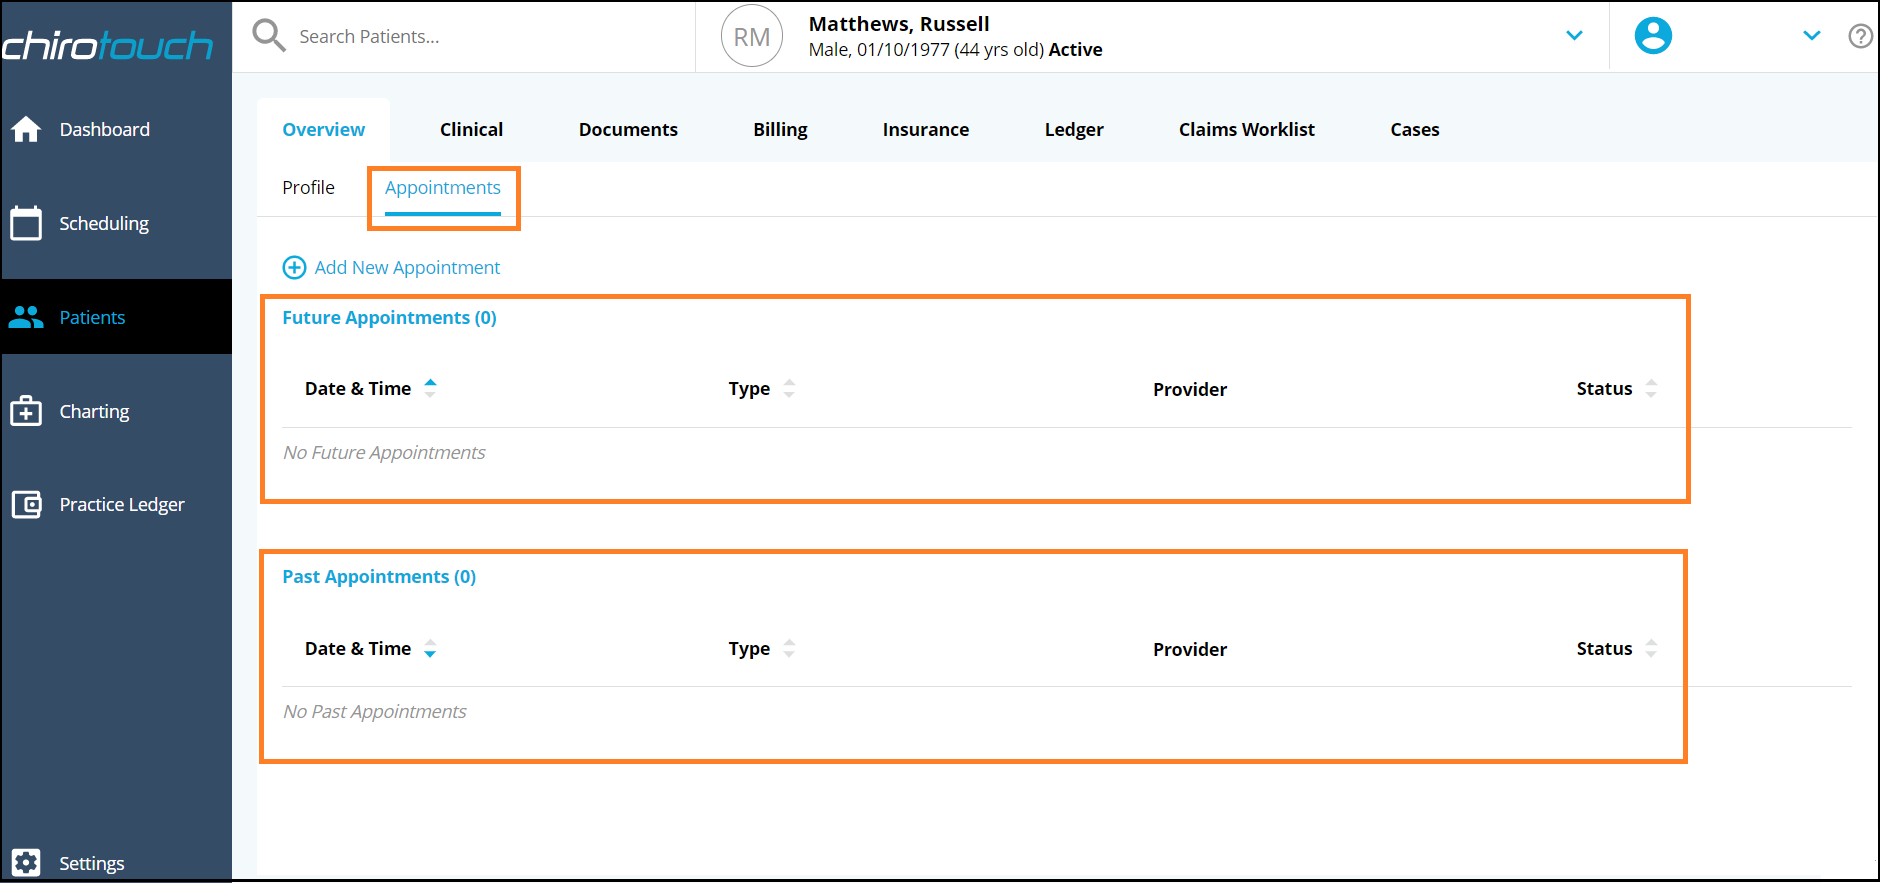 chirotouch
Search Patients...
RM
Matthews, Russell
Male, 01/10/1977 (44 yrs old) Active
?
Dashboard
Scheduling
Patients
Charting
Practice Ledger
Settings
Overview Clinical Documents Billing Insurance Ledger Claims Worklist Cases
Profile Appointments
Add New Appointment
Future Appointments (0)
Date & Time Type Provider Status
No Future Appointments
Past Appointments (0)
Date & Time Type Provider Status
No Past Appointments